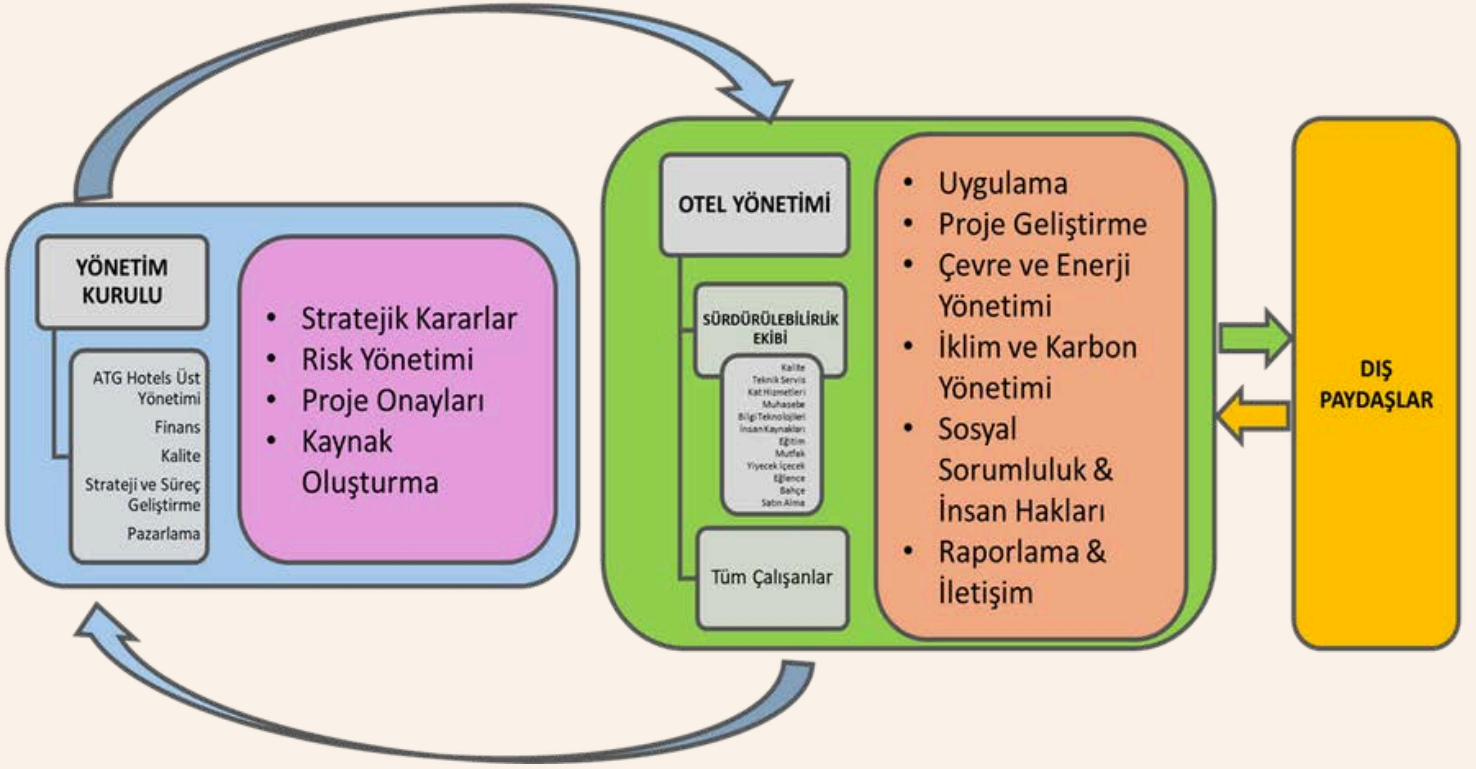 YÖNETİM
KURULU
ATG Hotels Üst
Yönetimi
Finans
Kalite
Strateji ve Süreç
Geliştirme
Pazarlama
• Stratejik Kararlar
• Risk Yönetimi
• Proje Onayları
• Kaynak
Oluşturma
OTEL YÖNETİMİ
SÜRDÜRÜLEBİLİRLİK
EKİBİ
Kalite
Teknik Servis
Kat Hizmetleri
Muhasebe
Bilgi Teknolojileri
İnsan Kaynakları
Eğitim
Mutfak
Yiyecek İçecek
Eğlence
Bahçe
Satın Alma
Tüm Çalışanlar
• Uygulama
• Proje Geliştirme
• Çevre ve Enerji
Yönetimi
• İklim ve Karbon
Yönetimi
• Sosyal
Sorumluluk &
İnsan Hakları
• Raporlama &
İletişim
DIŞ
PAYDAŞLAR